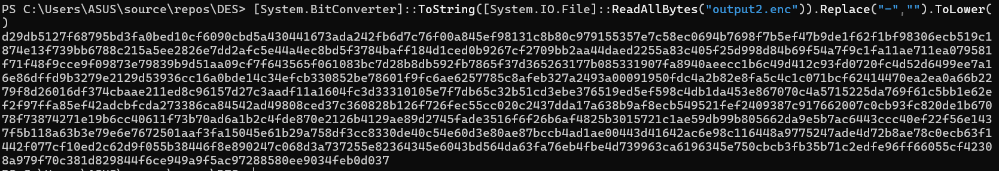 PS C:\Users\ASUS\source\repos\DES> [System.BitConverter]::ToString([System.IO.File]::ReadAllBytes("output2.enc")).Replace("-","").ToLower(
)
d29db5127f68795bd3fa0bed10cf6090cbd5a430441673ada242fb6d7c76f00a845ef98131c8b80c979155357e7c58ec0694b7698f7b5ef47b9de1f62f1bf98306ecb519c1
874e13f739bb6788c215a5ee2826e7dd2afc5e44a4ec8bd5f3784baff184d1ced0b9267cf2709bb2aa44daed2255a83c405f25d998d84b69f54a7f9c1fa11ae711ea079581
f71f48f9cce9f09873e79839b9d51aa09cf7f643565f061083bc7d28b8db592fb7865f37d365263177b085331907fa8940aeecc1b6c49d412c93fd0720fc4d52d6499ee7a1
6e86dffd9b3279e2129d53936cc16a0bde14c34efcb330852be78601f9fc6ae6257785c8afeb327a2493a00091950fdc4a2b82e8fa5c4c1c071bcf62414470ea2ea0a66b22
79f8d26016df374cbaae211ed8c96157d27c3aadf11a1604fc3d33310105e7f7db65c32b51cd3ebe376519ed5ef598c4db1da453e867070c4a5715225da769f61c5bb1e62e
f2f97ffa85ef42adcbfcda273386ca84542ad49808ced37c360828b126f726fec55cc020c2437dda17a638b9af8ecb549521fef2409387c917662007c0cb93fc820de1b670
78f73874271e19b6cc40611f73b70ad6a1b2c4fde870e2126b4129ae89d2745fade3516f6f26b6af4825b3015721c1ae59db99b805662da9e5b7ac6443ccc40ef22f56e143
7f5b118a63b3e79e6e7672501aaf3fa15045e61b29a758df3cc8330de40c54e60d3e80ae87bccb4ad1ae00443d41642ac6e98c116448a9775247ade4d72b8ae78c0ecb63f1
442f077cf10ed2c62d9f055b38446f8e890247c068d3a737255e82364345e6043bd564da63fa76eb4fbe4d739963ca6196345e750cbcb3fb35b71c2edfe96ff66055cf4230
8a979f70c381d829844f6ce949a9f5ac97288580ee9034feb0d037